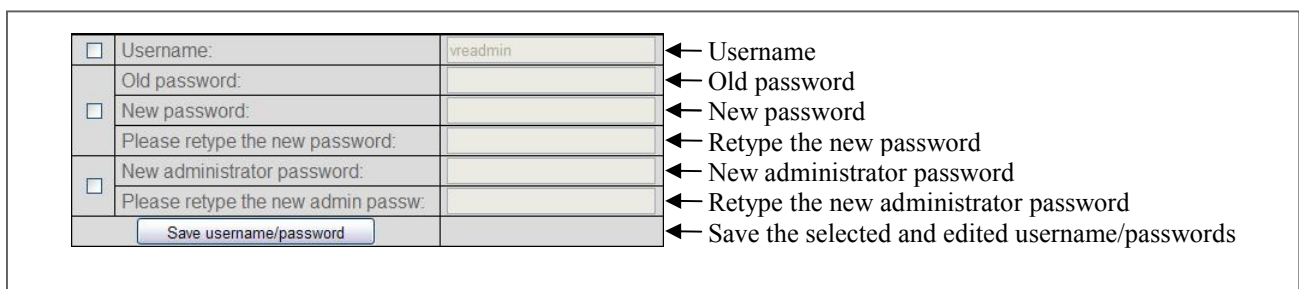 Username: vreadmin Username
Old password: Old password
New password: New password
Please retype the new password: Retype the new password
New administrator password: New administrator password
Please retype the new admin passw: Retype the new administrator password
Save username/password Save the selected and edited username/passwords